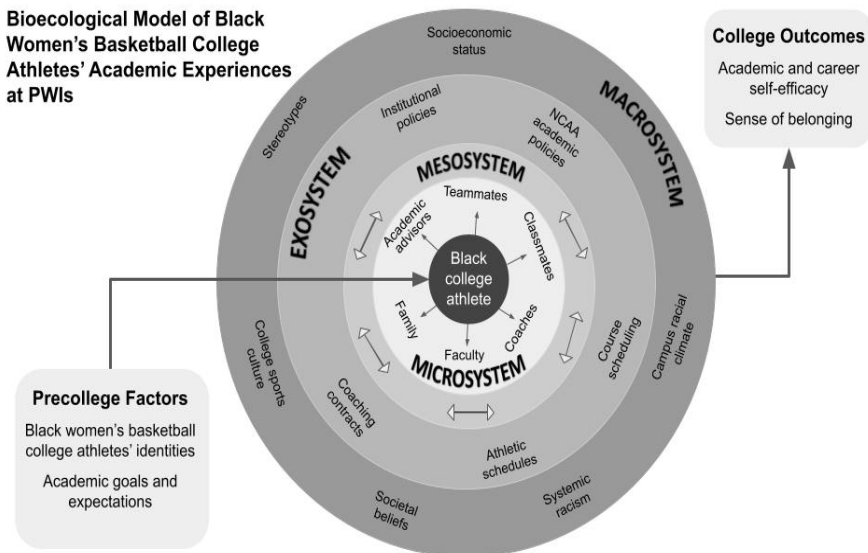 Bioecological Model of Black
Women's Basketball College
Athletes' Academic Experiences
at PWIs
College Outcomes
Academic and career
self-efficacy
Sense of belonging
Precollege Factors
Black women's basketball
college athletes' identities
Academic goals and
expectations
MACROSYSTEM
Socioeconomic
status
Stereotypes
College sports
culture
Societal
beliefs
Systemic
racism
Campus racial
climate
EXOSYSTEM
Institutional
policies
NCAA
academic
policies
Course
scheduling
Athletic
schedules
Coaching
contracts
MESOSYSTEM
Teammates
Academic
advisors
Classmates
Black
college
athlete
Family
Coaches
Faculty
MICROSYSTEM